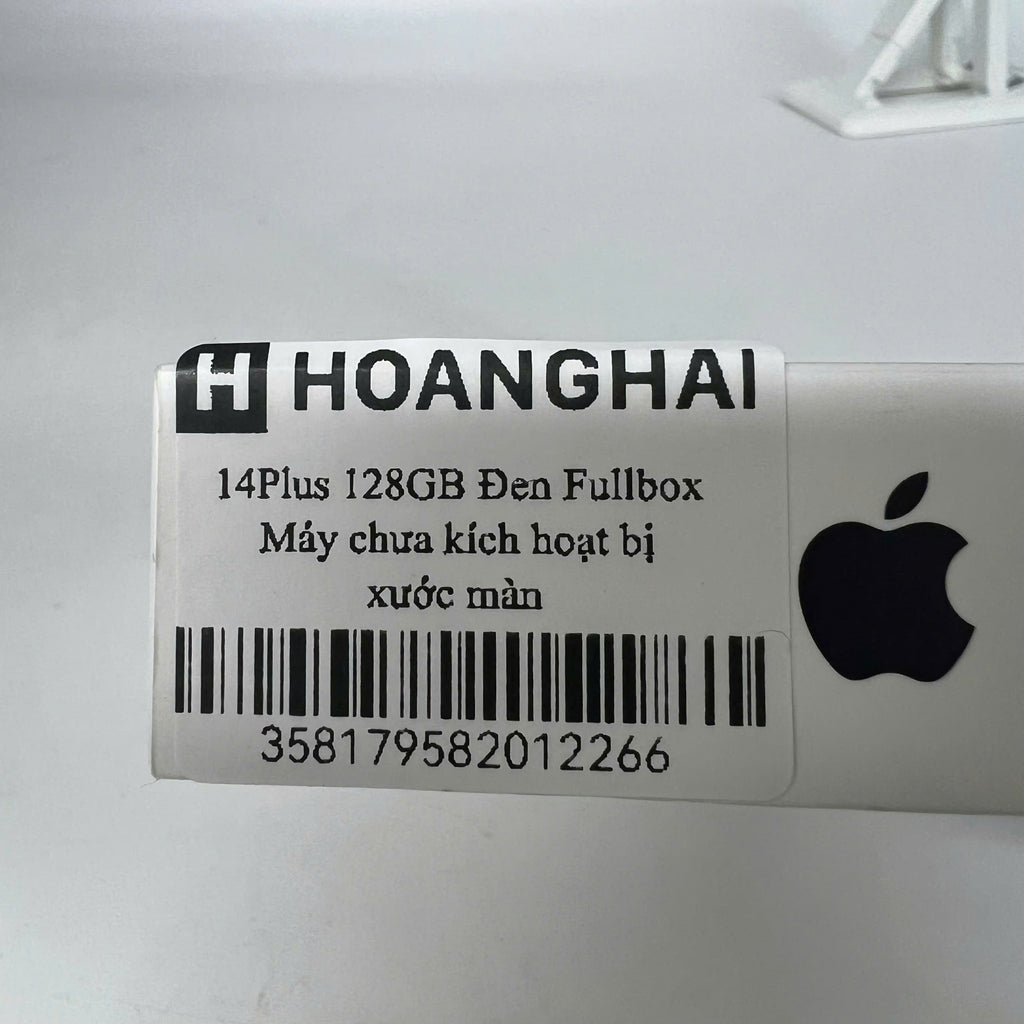 H HOANGHAI
14Plus 128GB Đen Fullbox
Máy chưa kích hoạt bị
xước màn
358179582012266